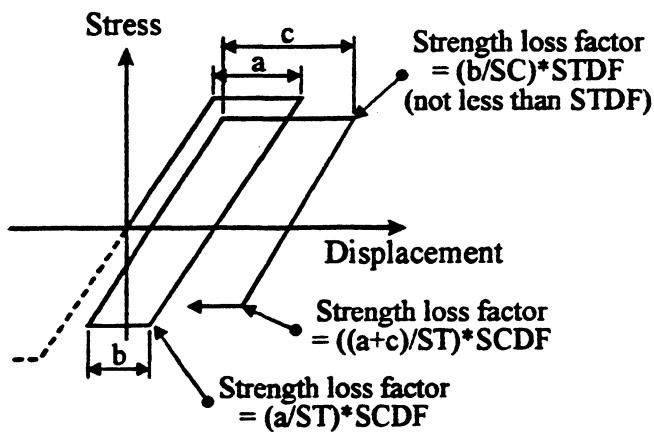 Stress
c
a
Strength loss factor
= (b/SC)*STDF
(not less than STDF)
Displacement
Strength loss factor
= ((a+c)/ST)*SCDF
b
Strength loss factor
= (a/ST)*SCDF